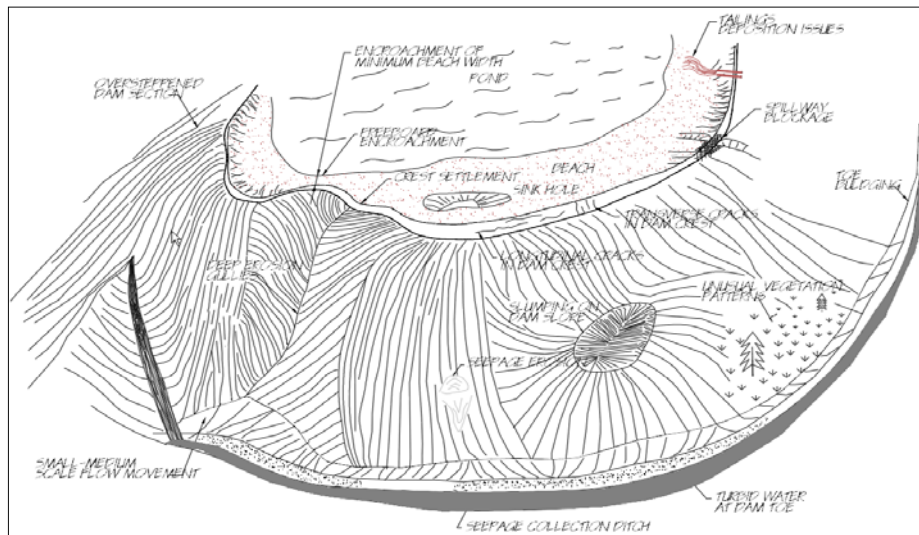 TAILINGS
DEPOSITION ISSUES
ENCROACHMENT OF
MINIMUM BEACH WIDTH
POND
OVERSTEEPENED
DAM SECTION
SPILLWAY
BLOCKAGE
FREEBOARD
ENCROACHMENT
BEACH
CREST SETTLEMENT
SINK HOLE
TOE
BULDGING
TRANSVERSE CRACKS
IN DAM CREST
LONGITUDINAL CRACKS
IN DAM CREST
DEEP EROSION
GULLIES
UNUSUAL VEGETATION
PATTERNS
SLUMPING ON
DAM SLOPE
SEEPAGE EROSION
SMALL-MEDIUM
SCALE FLOW MOVEMENT
TURBID WATER
AT DAM TOE
SEEPAGE COLLECTION DITCH